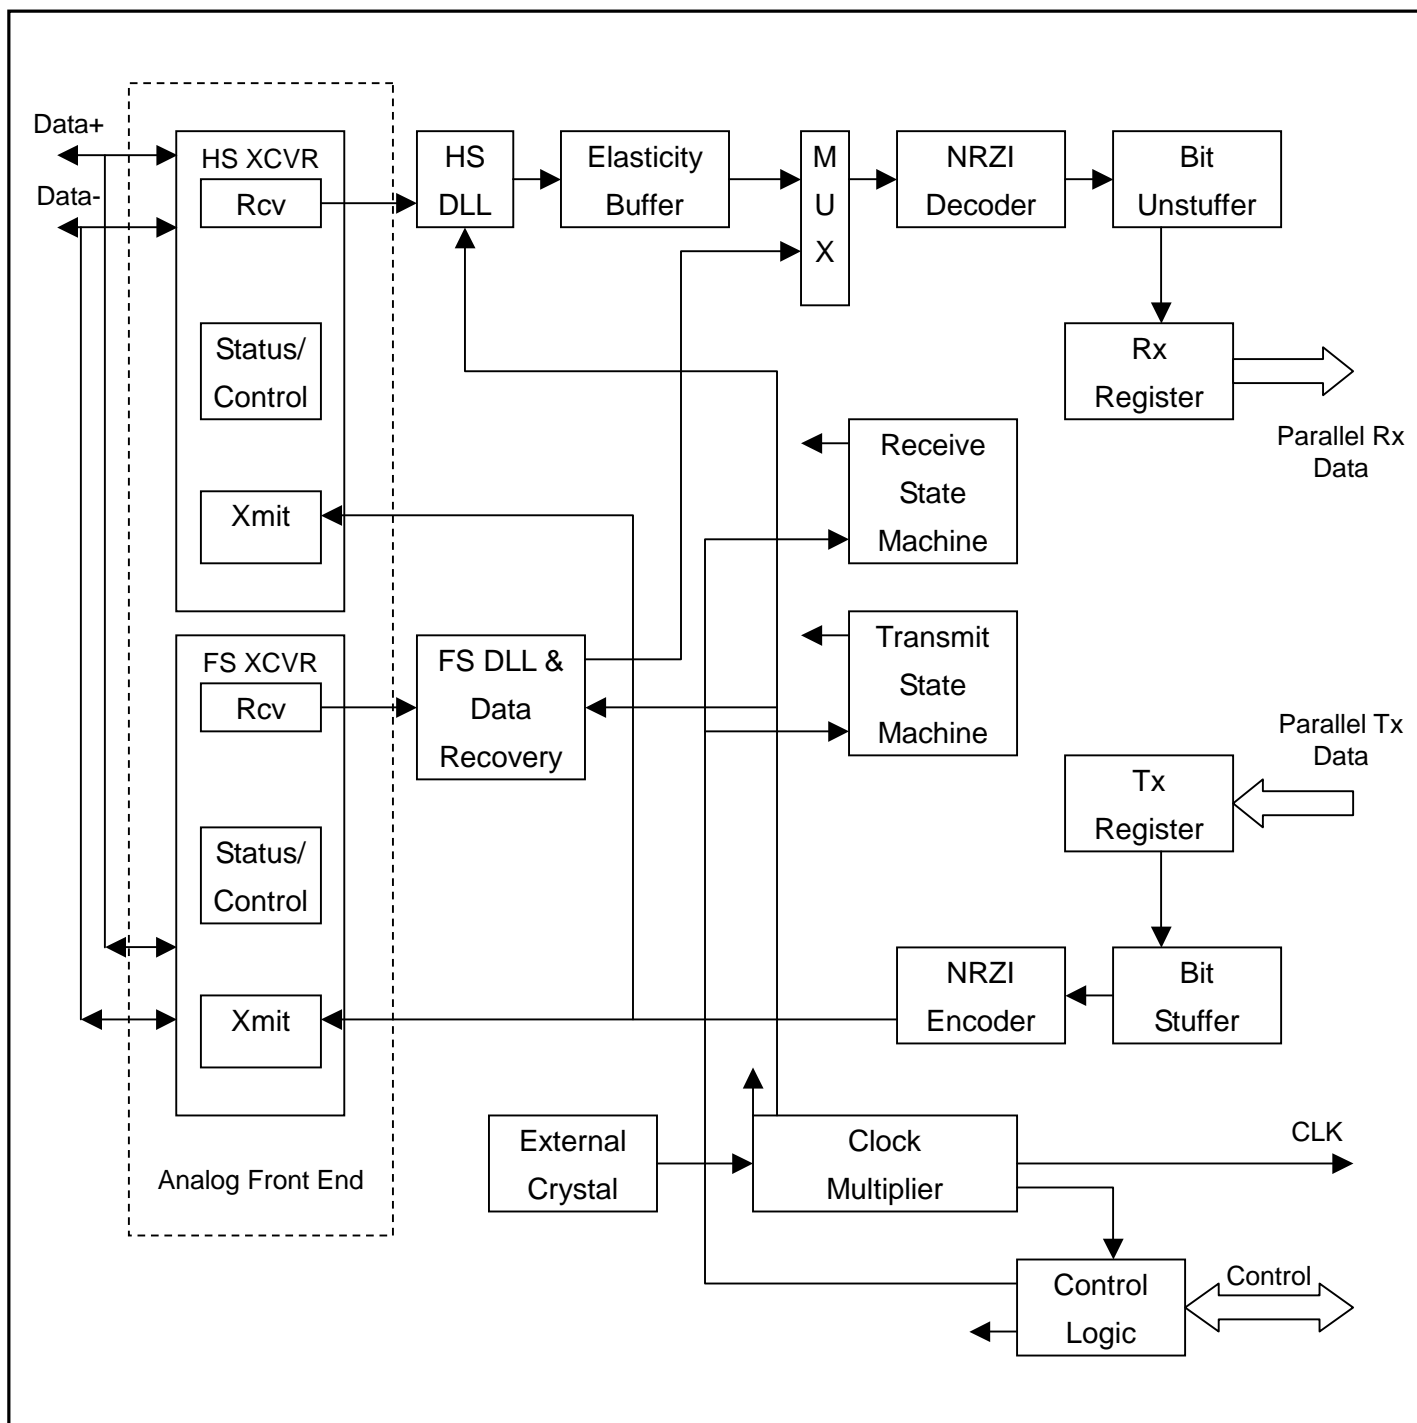 Data+
Data-
HS XCVR
Rcv
Status/
Control
Xmit
HS
DLL
Elasticity
Buffer
M
U
X
NRZI
Decoder
Bit
Unstuffer
Rx
Register
Parallel Rx
Data
Receive
State
Machine
Transmit
State
Machine
FS XCVR
Rcv
Status/
Control
Xmit
FS DLL &
Data
Recovery
Parallel Tx
Data
Tx
Register
Bit
Stuffer
NRZI
Encoder
Analog Front End
External
Crystal
Clock
Multiplier
CLK
Control
Logic
Control